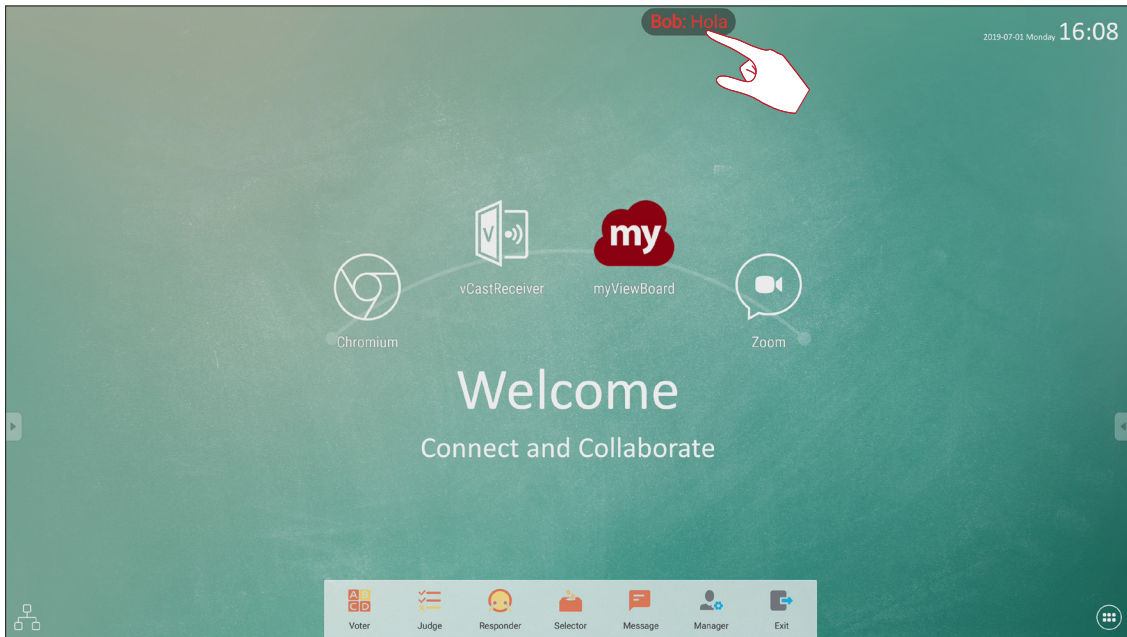 Bob: Hola
2019-07-01 Monday 16:08
V
my
vCastReceiver
myViewBoard
Chromium
Zoom
Welcome
Connect and Collaborate
A B
C D
Voter
Judge
Responder
Selector
Message
Manager
Exit